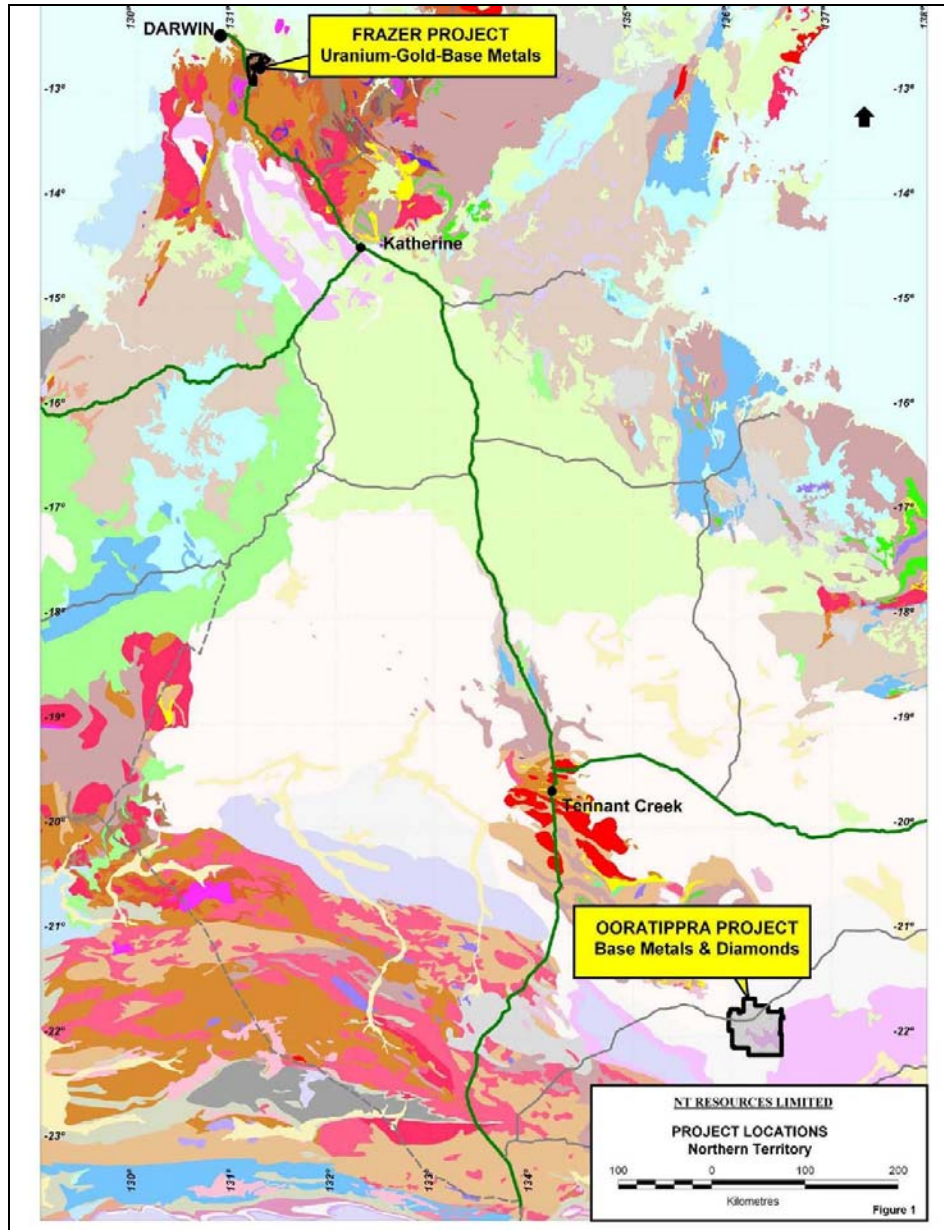 DARWIN
130°
131°
FRAZER PROJECT
Uranium-Gold-Base Metals
135°
136°
137°
138°
-13°
-13°
-14°
-14°
Katherine
-15°
-15°
-16°
-16°
-17°
-17°
-18°
-18°
-19°
-19°
Tennant Creek
-20°
-20°
-21°
-21°
OORATIPPRA PROJECT
Base Metals & Diamonds
-22°
-22°
-23°
130°
131°
132°
133°
134°
NT RESOURCES LIMITED
PROJECT LOCATIONS
Northern Territory
100 0 100 200
Kilometres
Figure 1